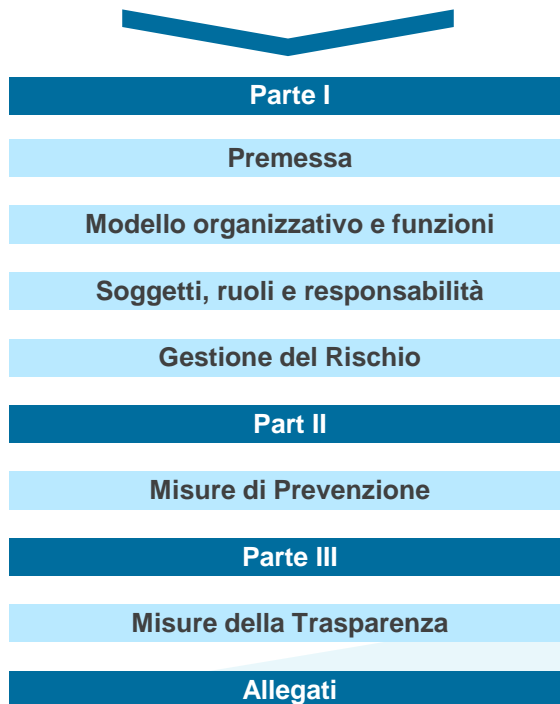 Parte I
Premessa
Modello organizzativo e funzioni
Soggetti, ruoli e responsabilità
Gestione del Rischio
Part II
Misure di Prevenzione
Parte III
Misure della Trasparenza
Allegati